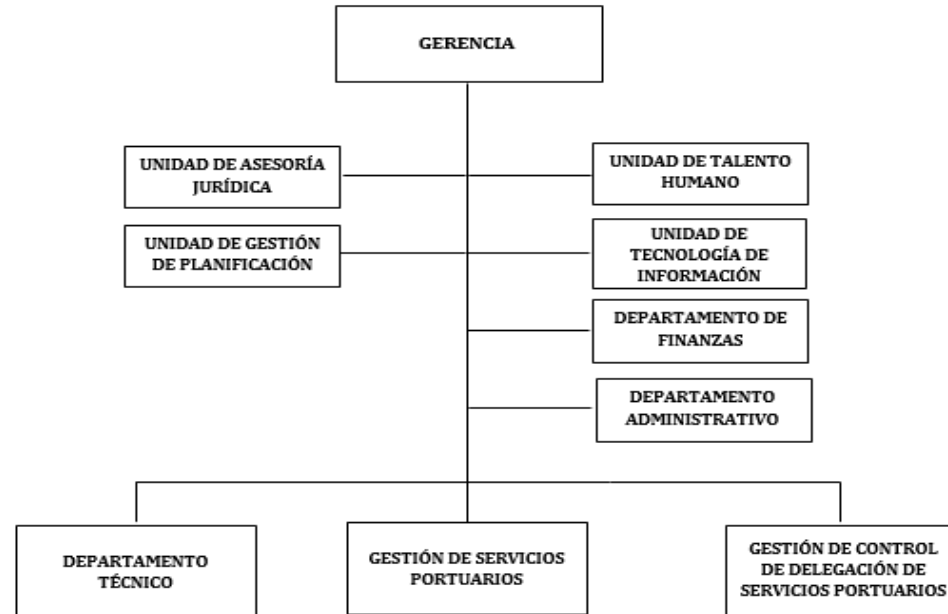 GERENCIA
UNIDAD DE ASESORÍA
JURÍDICA
UNIDAD DE TALENTO
HUMANO
UNIDAD DE GESTIÓN
DE PLANIFICACIÓN
UNIDAD DE
TECNOLOGÍA DE
INFORMACIÓN
DEPARTAMENTO DE
FINANZAS
DEPARTAMENTO
ADMINISTRATIVO
DEPARTAMENTO
TÉCNICO
GESTIÓN DE SERVICIOS
PORTUARIOS
GESTIÓN DE CONTROL
DE DELEGACIÓN DE
SERVICIOS PORTUARIOS